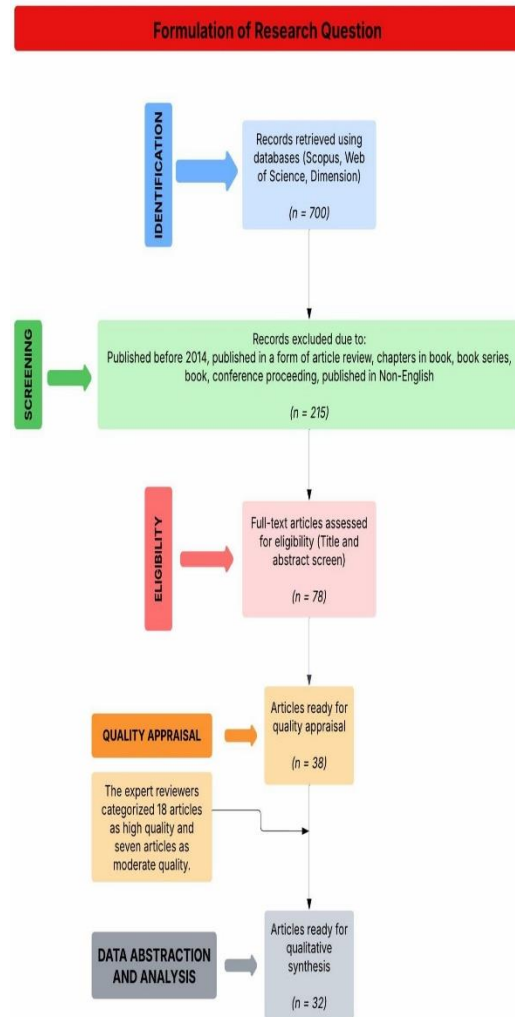 Formulation of Research Question
IDENTIFICATION
Records retrieved using
databases (Scopus, Web
of Science, Dimension)
(n = 700)
SCREENING
Records excluded due to:
Published before 2014, published in a form of article review, chapters in book, book series,
book, conference proceeding, published in Non-English
(n = 215)
ELIGIBILITY
Full-text articles assessed
for eligibility (Title and
abstract screen)
(n = 78)
QUALITY APPRAISAL
Articles ready for
quality appraisal
(n = 38)
The expert reviewers
categorized 18 articles
as high quality and
seven articles as
moderate quality.
DATA ABSTRACTION
AND ANALYSIS
Articles ready for
qualitative
synthesis
(n = 32)